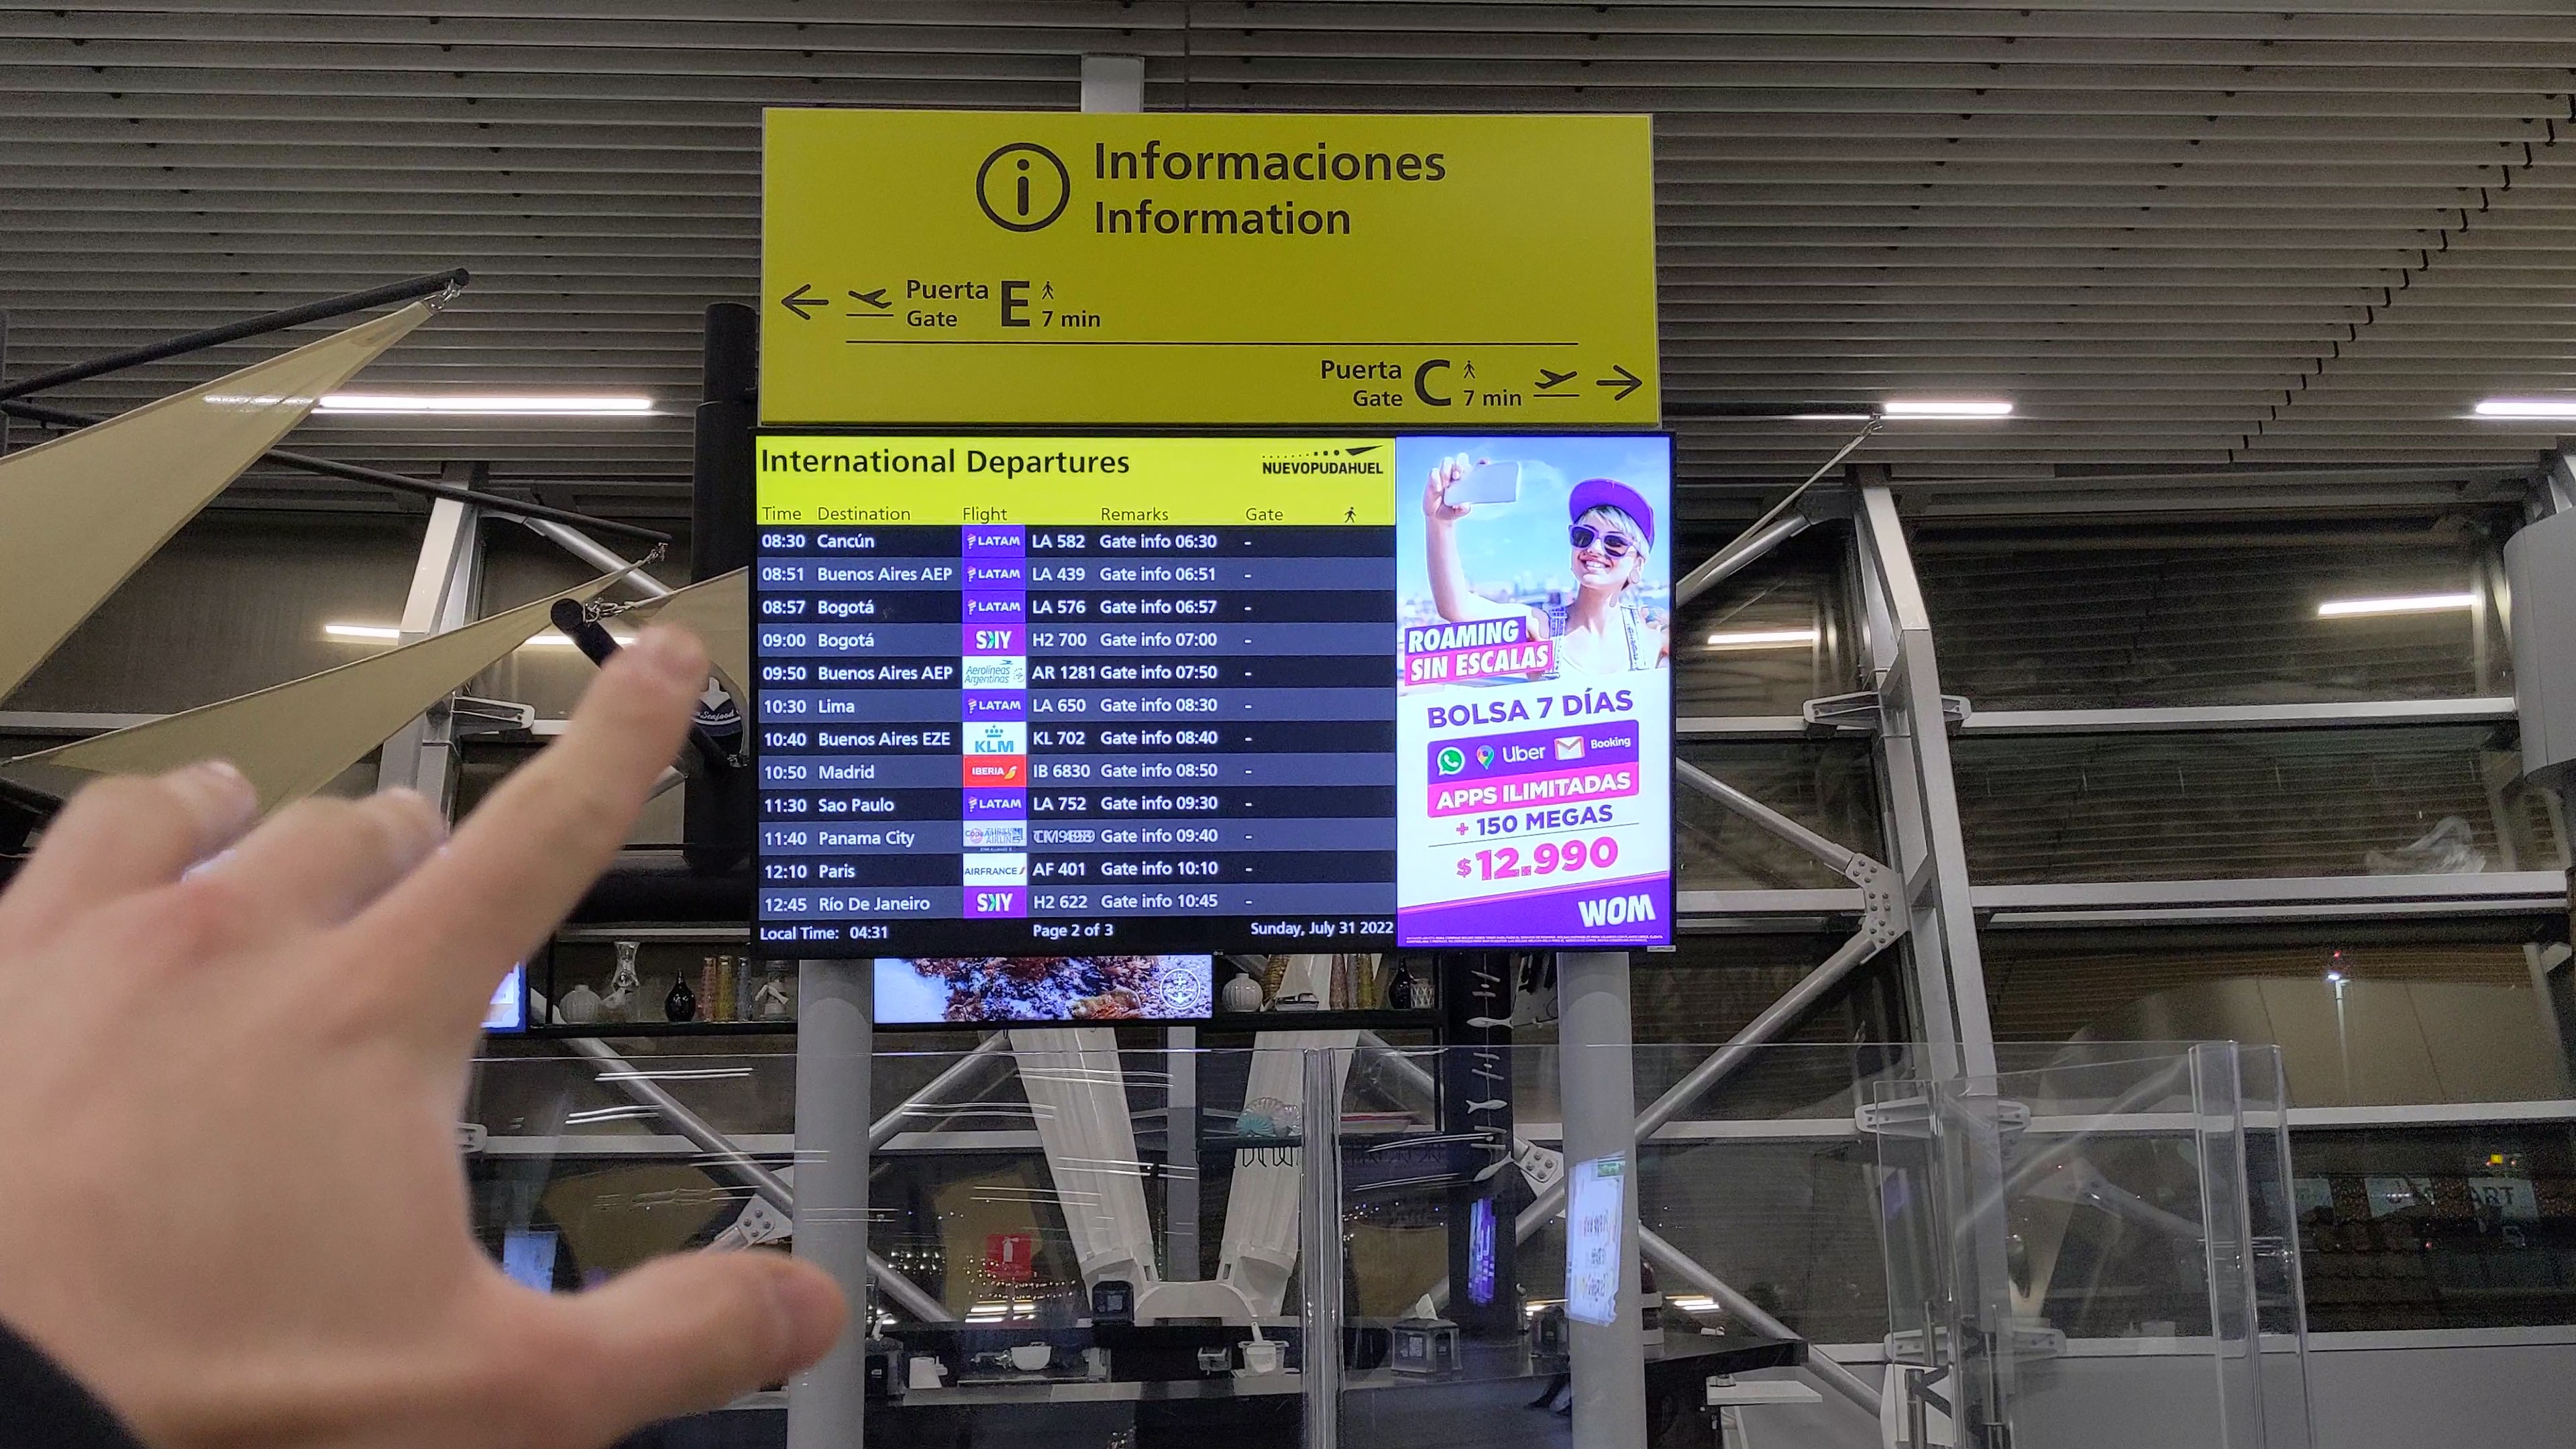 Informaciones
Information
Puerta
Gate
E
7 min
Puerta
Gate
C
7 min
International Departures
NUEVOPUDAHUEL
Time Destination Flight Remarks Gate
08:30 Cancún LATAM LA 582 Gate info 06:30 -
08:51 Buenos Aires AEP LATAM LA 439 Gate info 06:51 -
08:57 Bogotá LATAM LA 576 Gate info 06:57 -
09:00 Bogotá SKY H2 700 Gate info 07:00 -
09:50 Buenos Aires AEP Aerolíneas Argentinas AR 1281 Gate info 07:50 -
10:30 Lima LATAM LA 650 Gate info 08:30 -
10:40 Buenos Aires EZE KLM KL 702 Gate info 08:40 -
10:50 Madrid IBERIA IB 6830 Gate info 08:50 -
11:30 Sao Paulo LATAM LA 752 Gate info 09:30 -
11:40 Panama City Gate info 09:40 -
12:10 Paris AIRFRANCE AF 401 Gate info 10:10 -
12:45 Río De Janeiro SKY H2 622 Gate info 10:45 -
Local Time: 04:31 Page 2 of 3 Sunday, July 31 2022
ROAMING
SIN ESCALAS
BOLSA 7 DÍAS
Uber Booking
APPS ILIMITADAS
+ 150 MEGAS
$12.990
WOM
Seafood